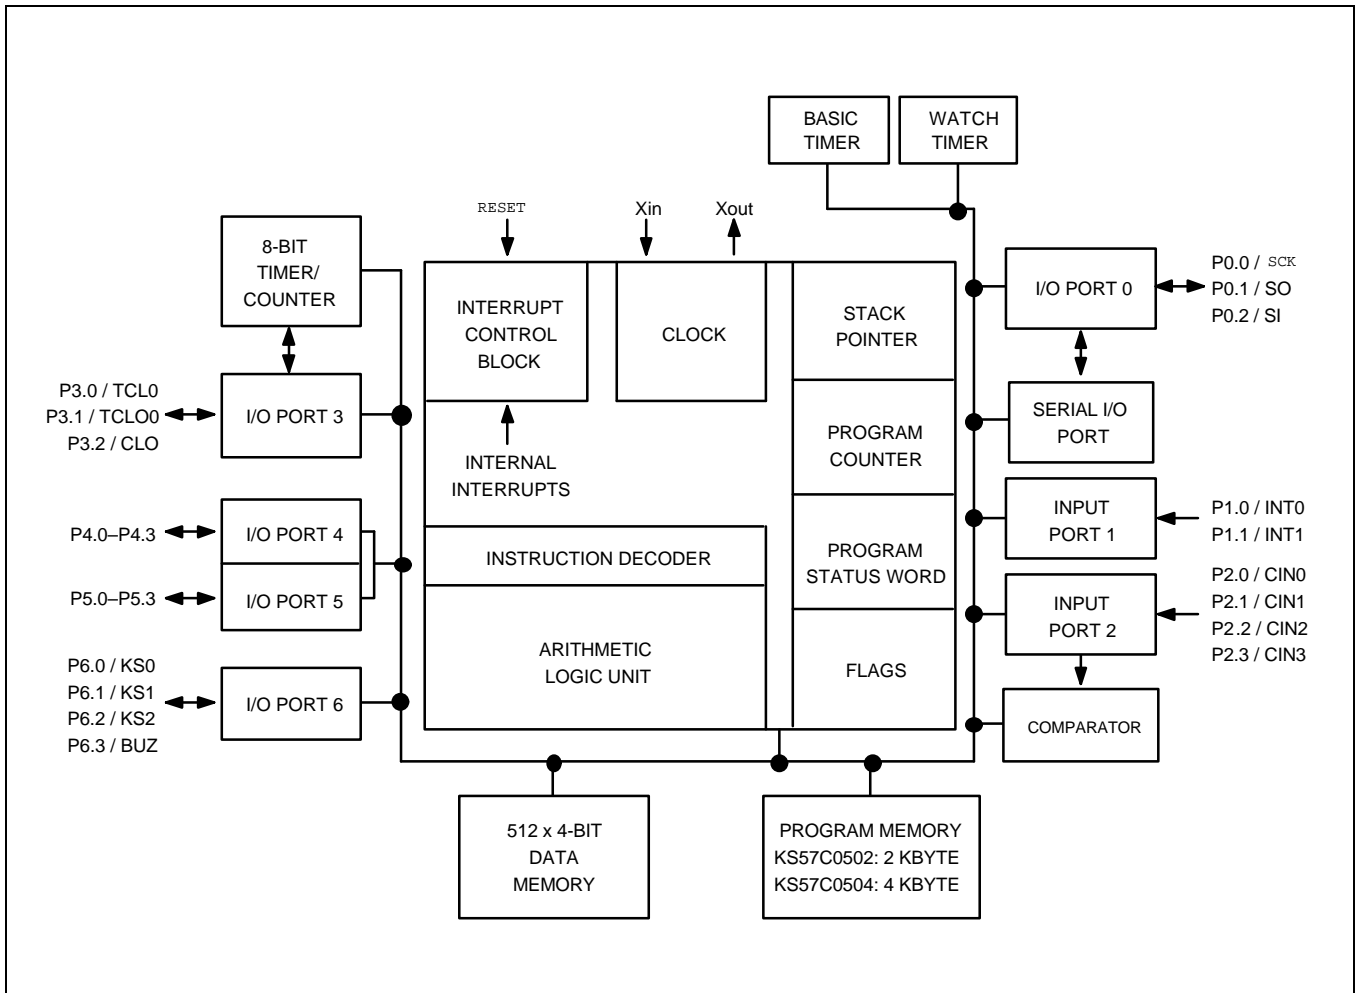 BASIC
TIMER
WATCH
TIMER
RESET
Xin
Xout
8-BIT
TIMER/
COUNTER
INTERRUPT
CONTROL
BLOCK
CLOCK
STACK
POINTER
I/O PORT 0
P0.0 / SCK
P0.1 / SO
P0.2 / SI
P3.0 / TCL0
P3.1 / TCLO0
P3.2 / CLO
I/O PORT 3
INTERNAL
INTERRUPTS
PROGRAM
COUNTER
SERIAL I/O
PORT
P4.0–P4.3
I/O PORT 4
P5.0–P5.3
I/O PORT 5
INSTRUCTION DECODER
PROGRAM
STATUS WORD
INPUT
PORT 1
P1.0 / INT0
P1.1 / INT1
INPUT
PORT 2
P2.0 / CIN0
P2.1 / CIN1
P2.2 / CIN2
P2.3 / CIN3
P6.0 / KS0
P6.1 / KS1
P6.2 / KS2
P6.3 / BUZ
I/O PORT 6
ARITHMETIC
LOGIC UNIT
FLAGS
COMPARATOR
512 x 4-BIT
DATA
MEMORY
PROGRAM MEMORY
KS57C0502: 2 KBYTE
KS57C0504: 4 KBYTE